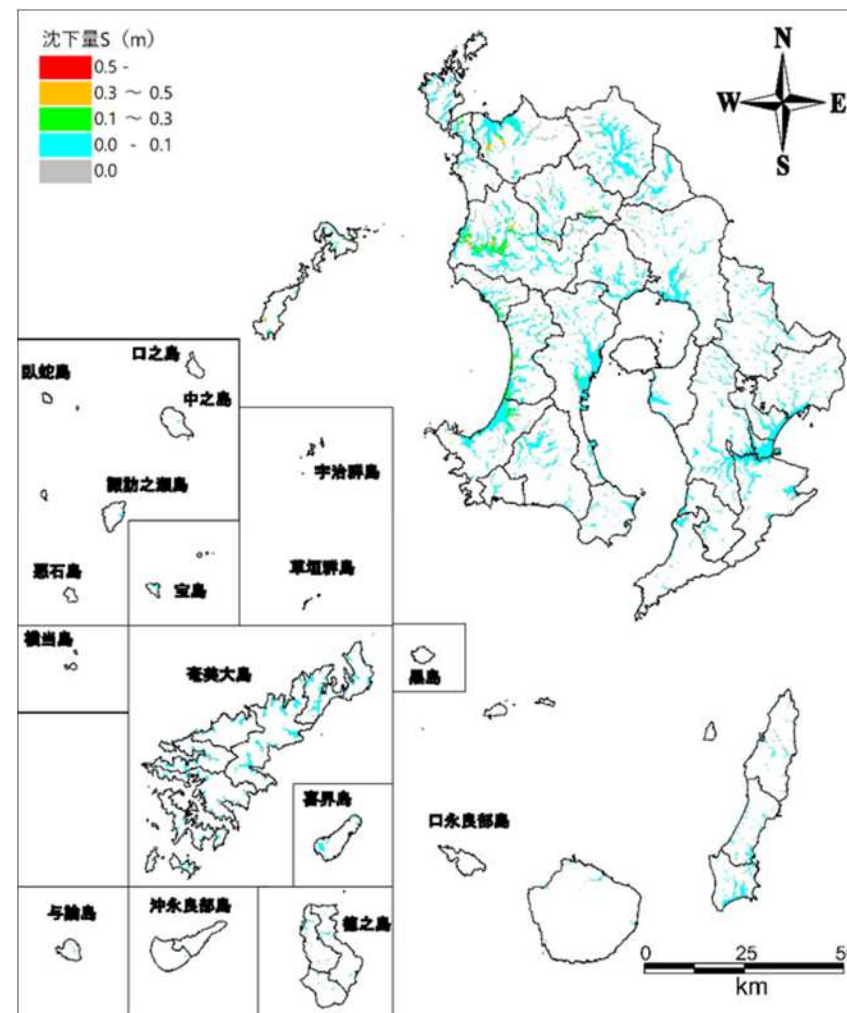 沈下量S（m）
0.5 -
0.3 ～ 0.5
0.1 ～ 0.3
0.0 - 0.1
0.0
N
W E
S
口之島
臥蛇島
中之島
宇治群島
諏訪之瀬島
悪石島
宝島
草垣群島
横当島
奄美大島
黒島
喜界島
口永良部島
与論島
沖永良部島
徳之島
0 25 50
km